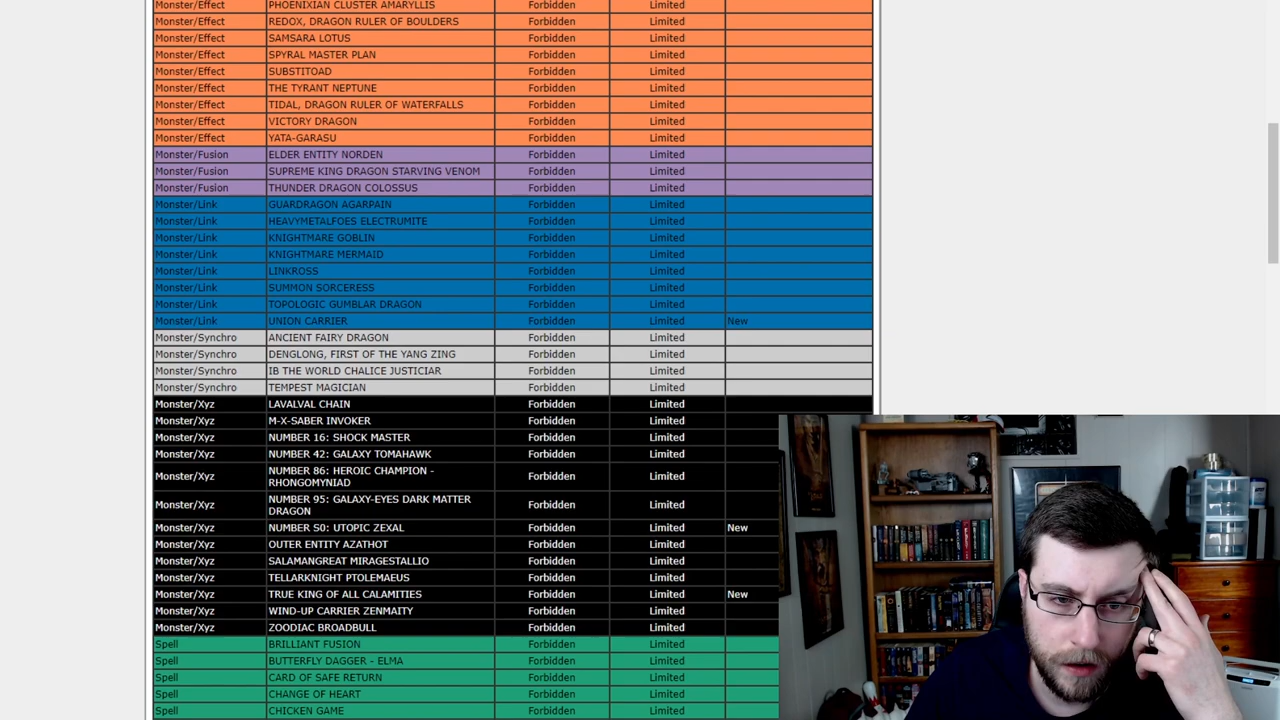 Monster/Effect PHOENIXIAN CLUSTER AMARYLLIS Forbidden Limited
Monster/Effect REDOX, DRAGON RULER OF BOULDERS Forbidden Limited
Monster/Effect SAMSARA LOTUS Forbidden Limited
Monster/Effect SPYRAL MASTER PLAN Forbidden Limited
Monster/Effect SUBSTITOAD Forbidden Limited
Monster/Effect THE TYRANT NEPTUNE Forbidden Limited
Monster/Effect TIDAL, DRAGON RULER OF WATERFALLS Forbidden Limited
Monster/Effect VICTORY DRAGON Forbidden Limited
Monster/Effect YATA-GARASU Forbidden Limited
Monster/Fusion ELDER ENTITY NORDEN Forbidden Limited
Monster/Fusion SUPREME KING DRAGON STARVING VENOM Forbidden Limited
Monster/Fusion THUNDER DRAGON COLOSSUS Forbidden Limited
Monster/Link GUARDRAGON AGARPAIN Forbidden Limited
Monster/Link HEAVYMETALFOES ELECTRUMITE Forbidden Limited
Monster/Link KNIGHTMARE GOBLIN Forbidden Limited
Monster/Link KNIGHTMARE MERMAID Forbidden Limited
Monster/Link LINKROSS Forbidden Limited
Monster/Link SUMMON SORCERESS Forbidden Limited
Monster/Link TOPOLOGIC GUMBLAR DRAGON Forbidden Limited
Monster/Link UNION CARRIER Forbidden Limited New
Monster/Synchro ANCIENT FAIRY DRAGON Forbidden Limited
Monster/Synchro DENGLONG, FIRST OF THE YANG ZING Forbidden Limited
Monster/Synchro IB THE WORLD CHALICE JUSTICIAR Forbidden Limited
Monster/Synchro TEMPEST MAGICIAN Forbidden Limited
Monster/Xyz LAVALVAL CHAIN Forbidden Limited
Monster/Xyz M-X-SABER INVOKER Forbidden Limited
Monster/Xyz NUMBER 16: SHOCK MASTER Forbidden Limited
Monster/Xyz NUMBER 42: GALAXY TOMAHAWK Forbidden Limited
Monster/Xyz NUMBER 86: HEROIC CHAMPION - Forbidden Limited
RHONGOMYNIAD
Monster/Xyz NUMBER 95: GALAXY-EYES DARK MATTER Forbidden Limited
DRAGON
Monster/Xyz NUMBER S0: UTOPIC ZEXAL Forbidden Limited New
Monster/Xyz OUTER ENTITY AZATHOT Forbidden Limited
Monster/Xyz SALAMANGREAT MIRAGESTALLIO Forbidden Limited
Monster/Xyz TELLARKNIGHT PTOLEMAEUS Forbidden Limited
Monster/Xyz TRUE KING OF ALL CALAMITIES Forbidden Limited New
Monster/Xyz WIND-UP CARRIER ZENMAITY Forbidden Limited
Monster/Xyz ZOODIAC BROADBULL Forbidden Limited
Spell BRILLIANT FUSION Forbidden Limited
Spell BUTTERFLY DAGGER - ELMA Forbidden Limited
Spell CARD OF SAFE RETURN Forbidden Limited
Spell CHANGE OF HEART Forbidden Limited
Spell CHICKEN GAME Forbidden Limited